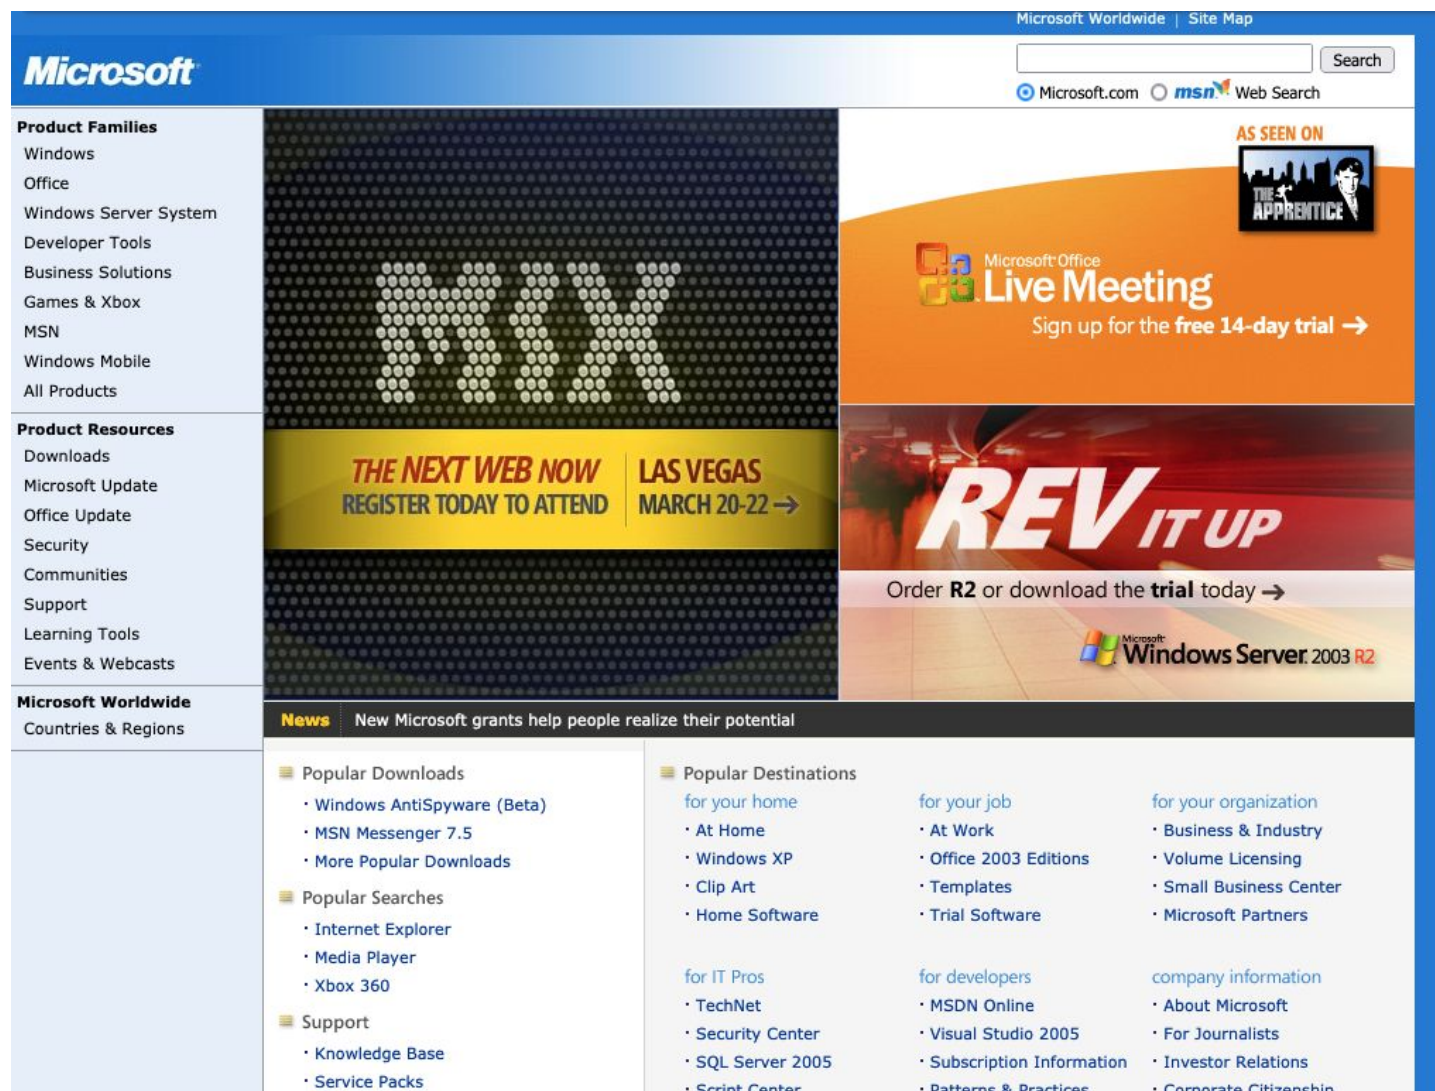 Microsoft Worldwide | Site Map
Microsoft
Search
Microsoft.com msn Web Search
Product Families
Windows
Office
Windows Server System
Developer Tools
Business Solutions
Games & Xbox
MSN
Windows Mobile
All Products
Product Resources
Downloads
Microsoft Update
Office Update
Security
Communities
Support
Learning Tools
Events & Webcasts
Microsoft Worldwide
Countries & Regions
MIX
THE NEXT WEB NOW
REGISTER TODAY TO ATTEND
LAS VEGAS
MARCH 20-22 →
AS SEEN ON
THE
APPRENTICE
Microsoft Office
Live Meeting
Sign up for the free 14-day trial →
REV IT UP
Order R2 or download the trial today →
Microsoft
Windows Server 2003 R2
News New Microsoft grants help people realize their potential
Popular Downloads
· Windows AntiSpyware (Beta)
· MSN Messenger 7.5
· More Popular Downloads
Popular Searches
· Internet Explorer
· Media Player
· Xbox 360
Support
· Knowledge Base
· Service Packs
Popular Destinations
for your home
· At Home
· Windows XP
· Clip Art
· Home Software
for your job
· At Work
· Office 2003 Editions
· Templates
· Trial Software
for your organization
· Business & Industry
· Volume Licensing
· Small Business Center
· Microsoft Partners
for IT Pros
· TechNet
· Security Center
· SQL Server 2005
· Script Center
for developers
· MSDN Online
· Visual Studio 2005
· Subscription Information
· Patterns & Practices
company information
· About Microsoft
· For Journalists
· Investor Relations
· Corporate Citizenship